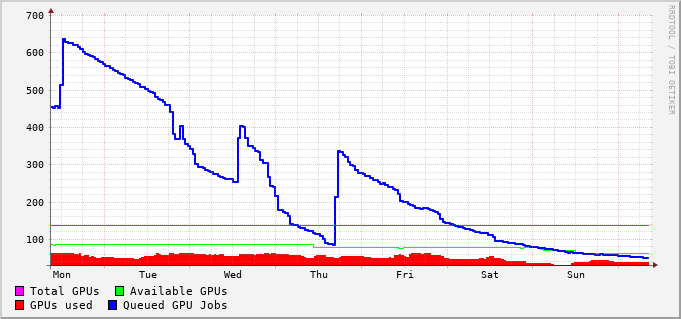 700
600
500
400
300
200
100
Mon Tue Wed Thu Fri Sat Sun
Total GPUs Available GPUs
GPUs used Queued GPU Jobs
RRDTOOL / TOBI OETIKER